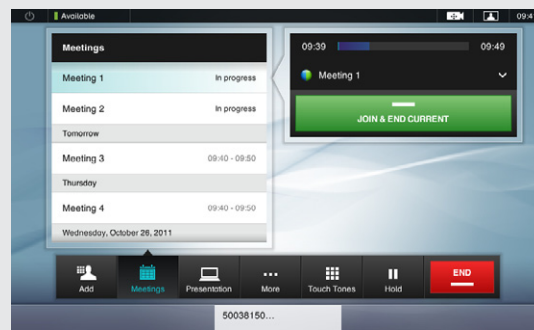 Available
09:4
Meetings
Meeting 1 In progress
Meeting 2 In progress
Tomorrow
Meeting 3 09:40 - 09:50
Thursday
Meeting 4 09:40 - 09:50
Wednesday, October 26, 2011
09:39 09:49
Meeting 1
JOIN & END CURRENT
Add
Meetings
Presentation
More
Touch Tones
Hold
END
50038150...